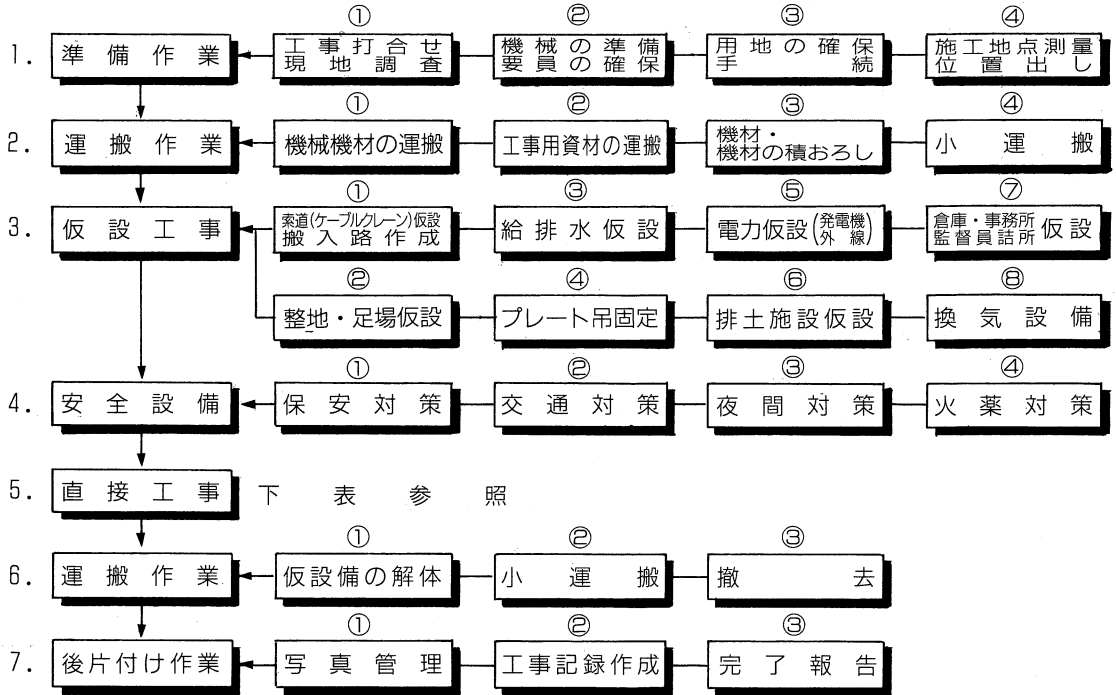 ① ② ③ ④
1. 準備作業 工事打合せ 機械の準備 用地の確保 施工地点測量
現地調査 要員の確保 手続 位置出し
① ② ③ ④
2. 運搬作業 機械機材の運搬 工事用資材の運搬 機材・
機材の積おろし 小運搬
① ③ ⑤ ⑦
3. 仮設工事 索道(ケーブルクレーン)仮設 給排水仮設 電力仮設(発電機 倉庫・事務所 仮設
搬入路作成 外線) 監督員詰所
② ④ ⑥ ⑧
整地・足場仮設 プレート吊固定 排土施設仮設 換気設備
① ② ③ ④
4. 安全設備 保安対策 交通対策 夜間対策 火薬対策
5. 直接工事 下表参照
① ② ③
6. 運搬作業 仮設備の解体 小運搬 撤去
① ② ③
7. 後片付け作業 写真管理 工事記録作成 完了報告